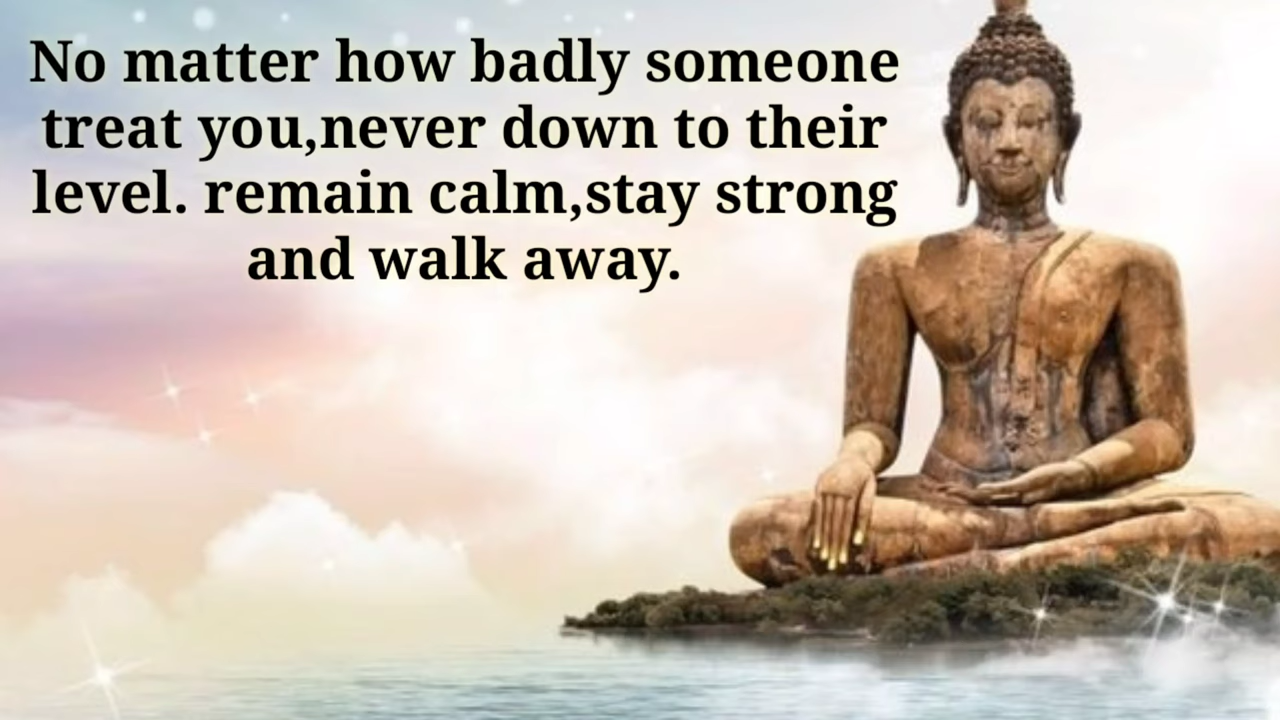 No matter how badly someone
treat you,never down to their
level. remain calm,stay strong
and walk away.